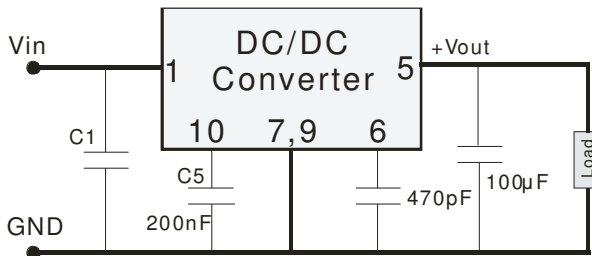 DC/DC
Converter
Vin
+Vout
1
5
10
7,9
6
C1
C5
200nF
470pF
100µF
Load
GND